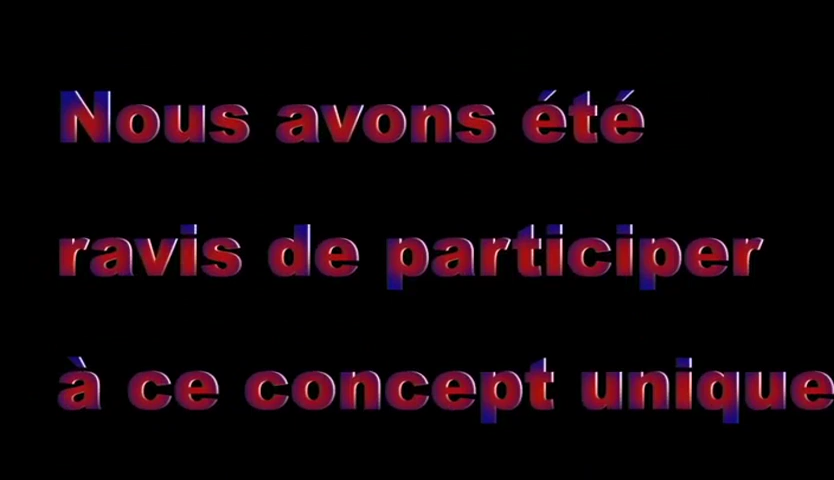 Nous avons été
ravis de participer
à ce concept unique